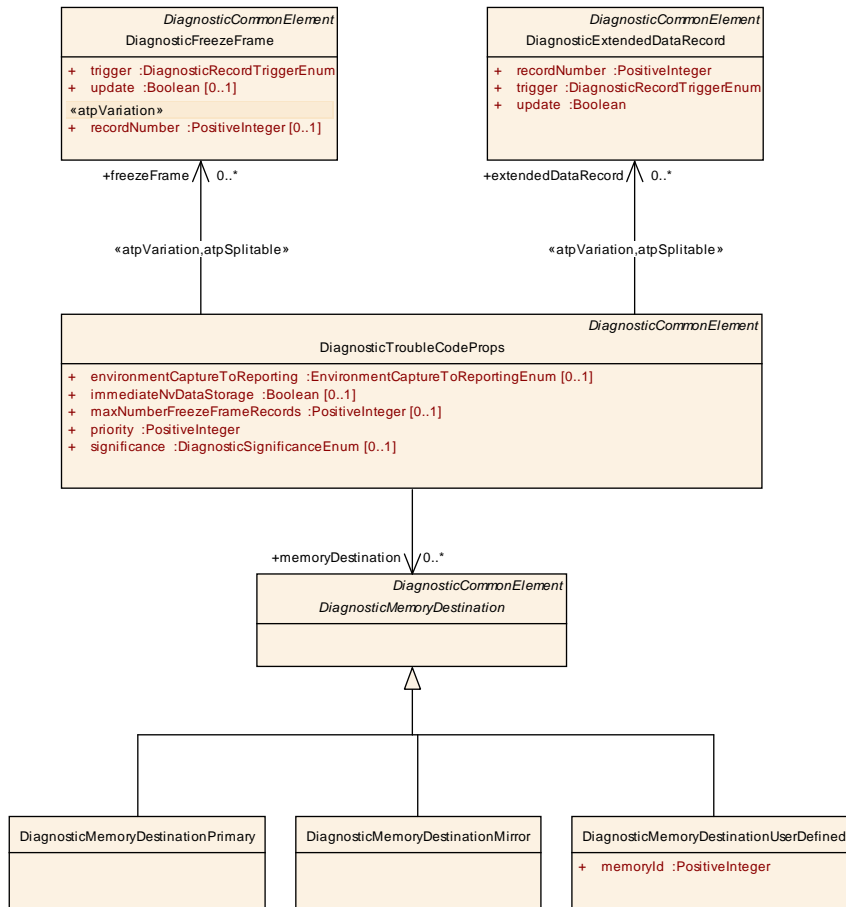 DiagnosticCommonElement
DiagnosticFreezeFrame
+ trigger :DiagnosticRecordTriggerEnum
+ update :Boolean [0..1]
«atpVariation»
+ recordNumber :PositiveInteger [0..1]
DiagnosticCommonElement
DiagnosticExtendedDataRecord
+ recordNumber :PositiveInteger
+ trigger :DiagnosticRecordTriggerEnum
+ update :Boolean
+freezeFrame 0..*
+extendedDataRecord 0..*
«atpVariation,atpSplitable»
«atpVariation,atpSplitable»
DiagnosticCommonElement
DiagnosticTroubleCodeProps
+ environmentCaptureToReporting :EnvironmentCaptureToReportingEnum [0..1]
+ immediateNvDataStorage :Boolean [0..1]
+ maxNumberFreezeFrameRecords :PositiveInteger [0..1]
+ priority :PositiveInteger
+ significance :DiagnosticSignificanceEnum [0..1]
+memoryDestination 0..*
DiagnosticCommonElement
DiagnosticMemoryDestination
DiagnosticMemoryDestinationPrimary
DiagnosticMemoryDestinationMirror
DiagnosticMemoryDestinationUserDefined
+ memoryId :PositiveInteger